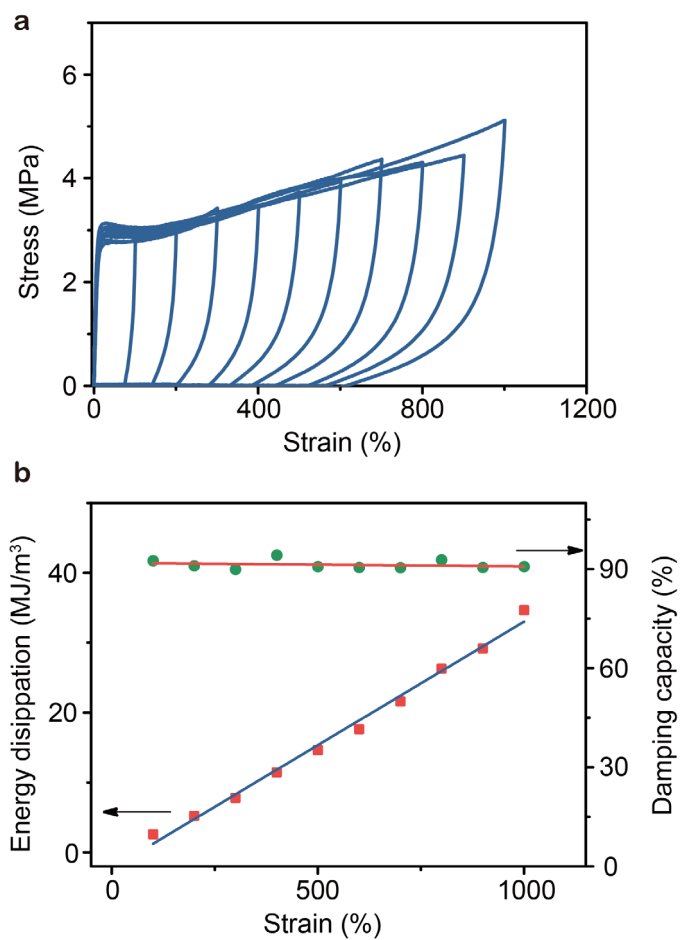 a
Stress (MPa)
6
4
2
0
0
400
800
1200
Strain (%)
b
Energy disippation (MJ/m³)
40
20
0
Damping capacity (%)
90
60
30
0
0
500
1000
Strain (%)